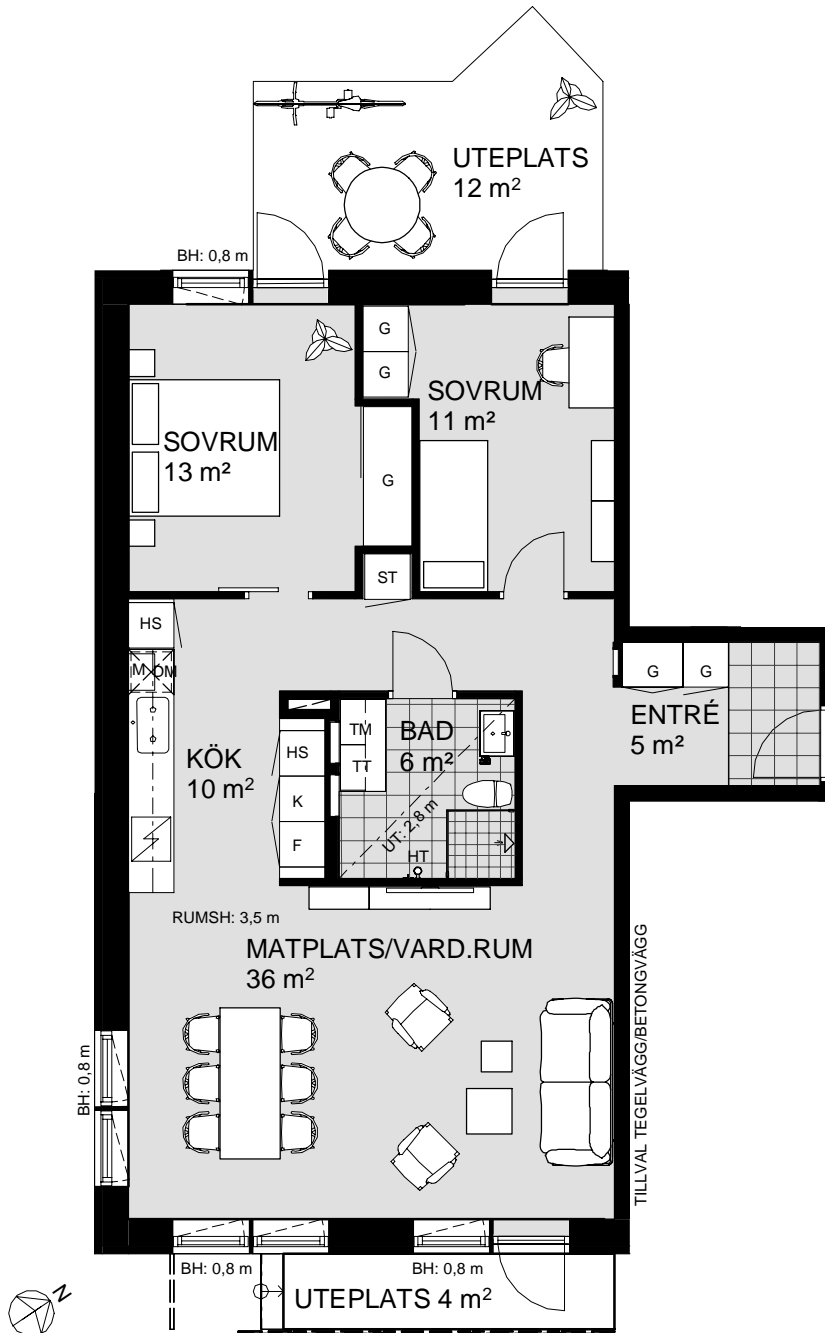 UTEPLATS
12 m²
BH: 0,8 m
G
G
SOVRUM
11 m²
SOVRUM
13 m²
G
ST
HS
M
DM
G
G
ENTRÉ
5 m²
BAD
6 m²
TM
TT
HS
K
F
KÖK
10 m²
UT: 2,8 m
HT
RUMSH: 3,5 m
MATPLATS/VARD.RUM
36 m²
TILLVAL TEGELVÄGG/BETONGVÄGG
BH: 0,8 m
BH: 0,8 m
BH: 0,8 m
UTEPLATS 4 m²
N